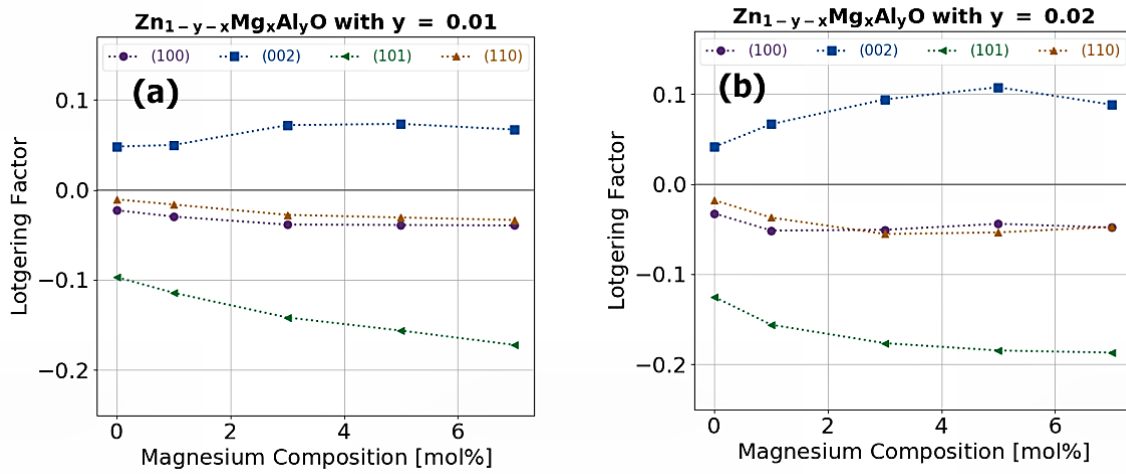 Zn₁₋y₋xMgxAlyO with y = 0.01
(100) (002) (101) (110)
(a)
0.1
0.0
−0.1
−0.2
Lotgering Factor
0 2 4 6
Magnesium Composition [mol%]
Zn₁₋y₋xMgxAlyO with y = 0.02
(100) (002) (101) (110)
(b)
0.1
0.0
−0.1
−0.2
Lotgering Factor
0 2 4 6
Magnesium Composition [mol%]